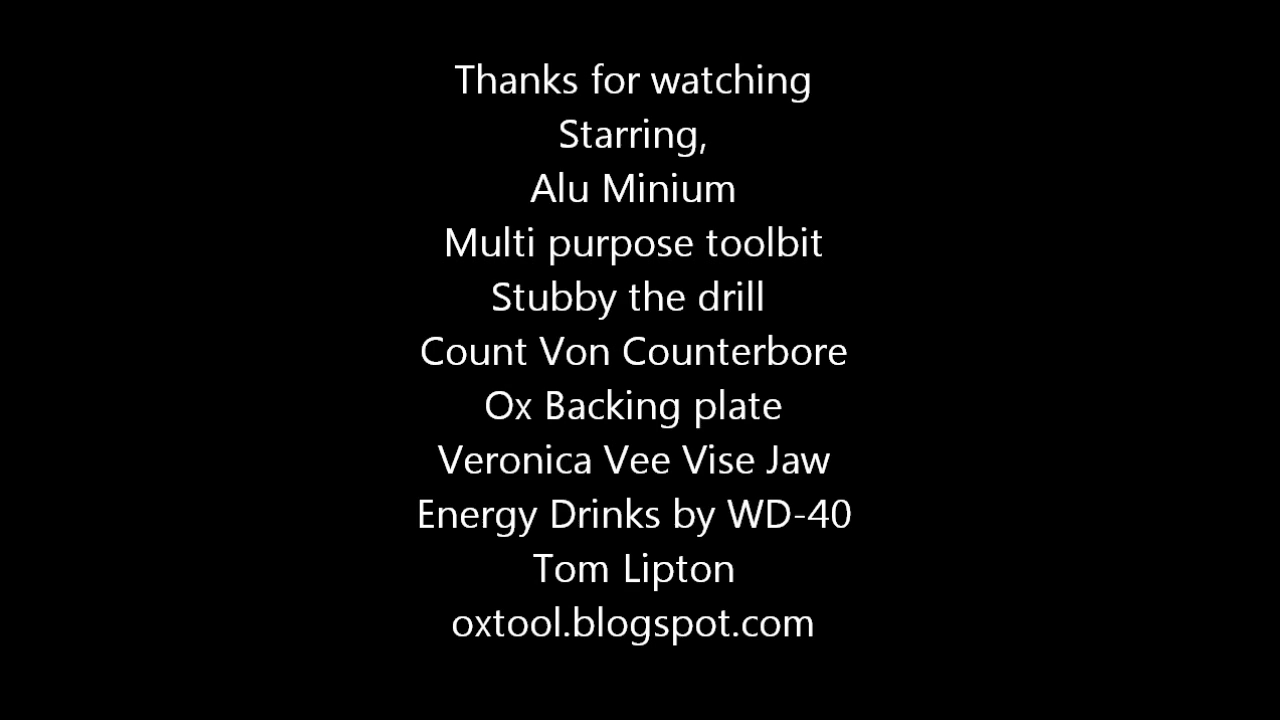 Thanks for watching
Starring,
Alu Minium
Multi purpose toolbit
Stubby the drill
Count Von Counterbore
Ox Backing plate
Veronica Vee Vise Jaw
Energy Drinks by WD-40
Tom Lipton
oxtool.blogspot.com